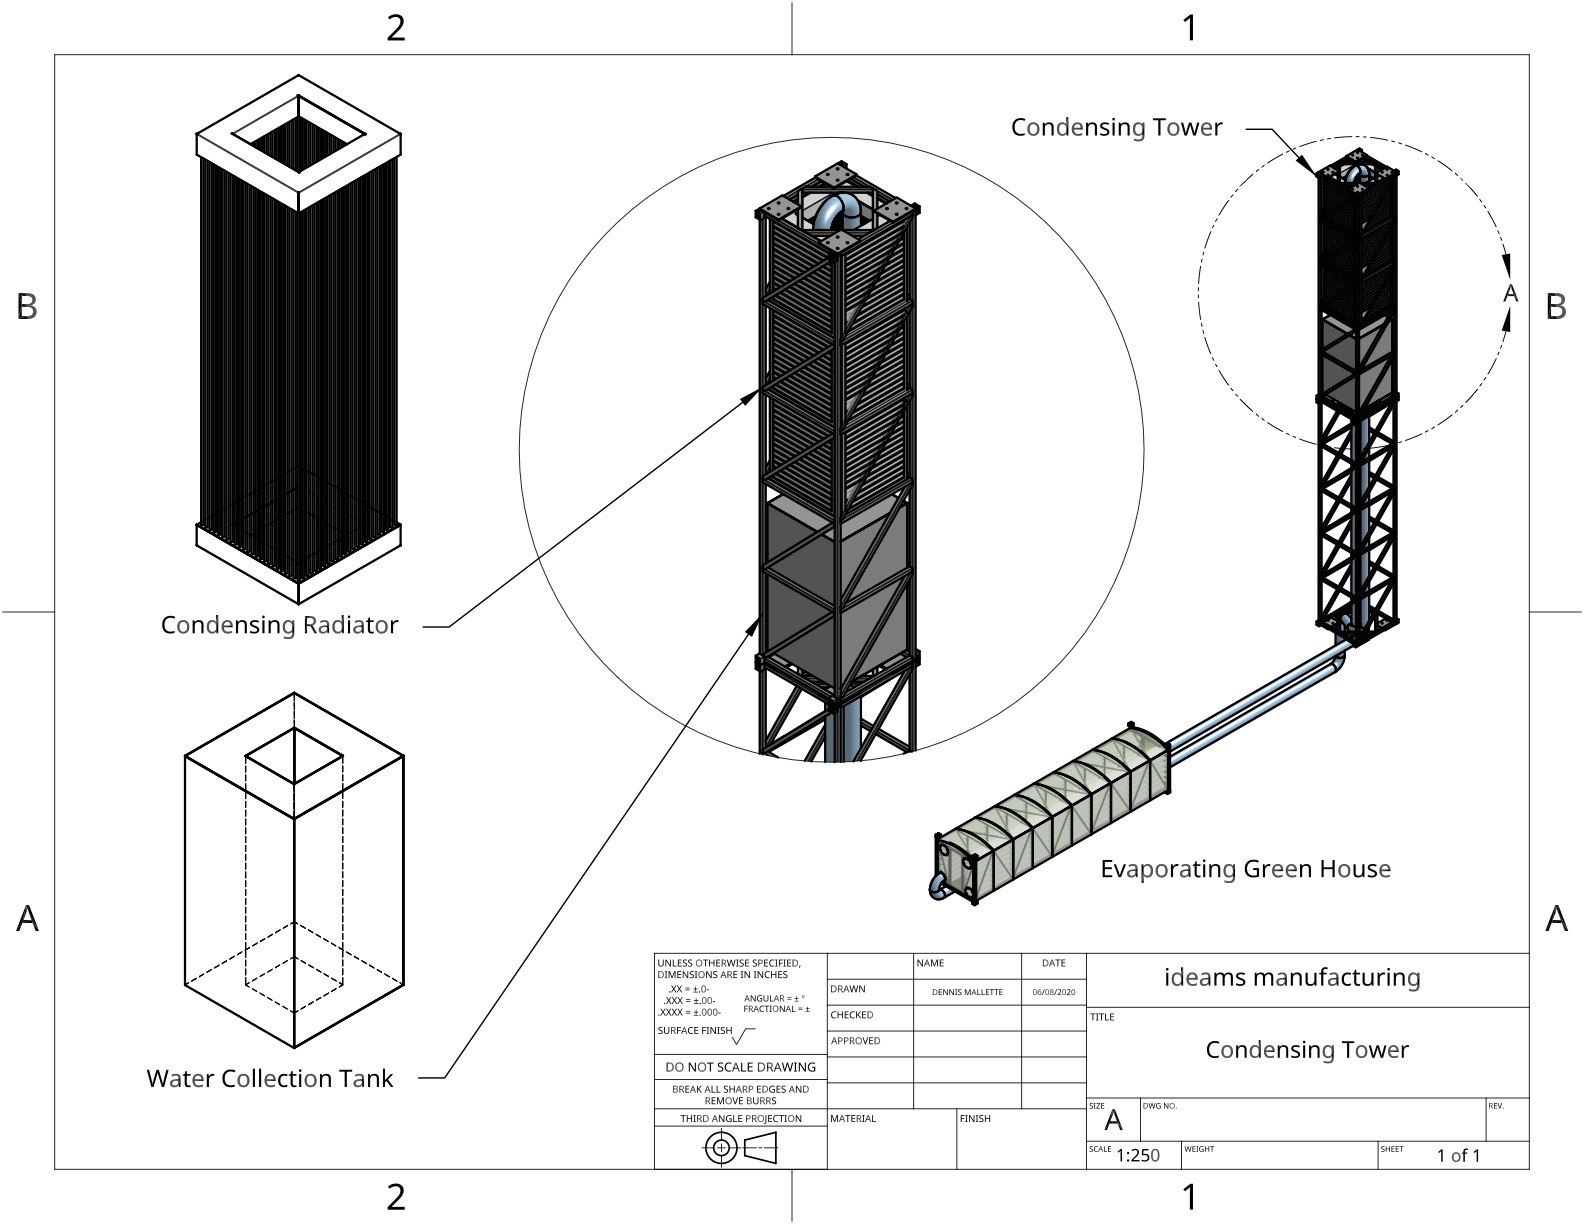 2
1
Condensing Tower
B
A
B
Condensing Radiator
Evaporating Green House
A
A
Water Collection Tank
UNLESS OTHERWISE SPECIFIED,
DIMENSIONS ARE IN INCHES
.XX = ±.0-
.XXX = ±.00-
.XXXX = ±.000-
ANGULAR = ± °
FRACTIONAL = ±
SURFACE FINISH
DO NOT SCALE DRAWING
BREAK ALL SHARP EDGES AND
REMOVE BURRS
THIRD ANGLE PROJECTION
NAME
DATE
DRAWN
DENNIS MALLETTE
06/08/2020
CHECKED
APPROVED
MATERIAL
FINISH
ideams manufacturing
TITLE
Condensing Tower
SIZE
A
DWG NO.
REV.
SCALE
1:250
WEIGHT
SHEET
1 of 1
2
1